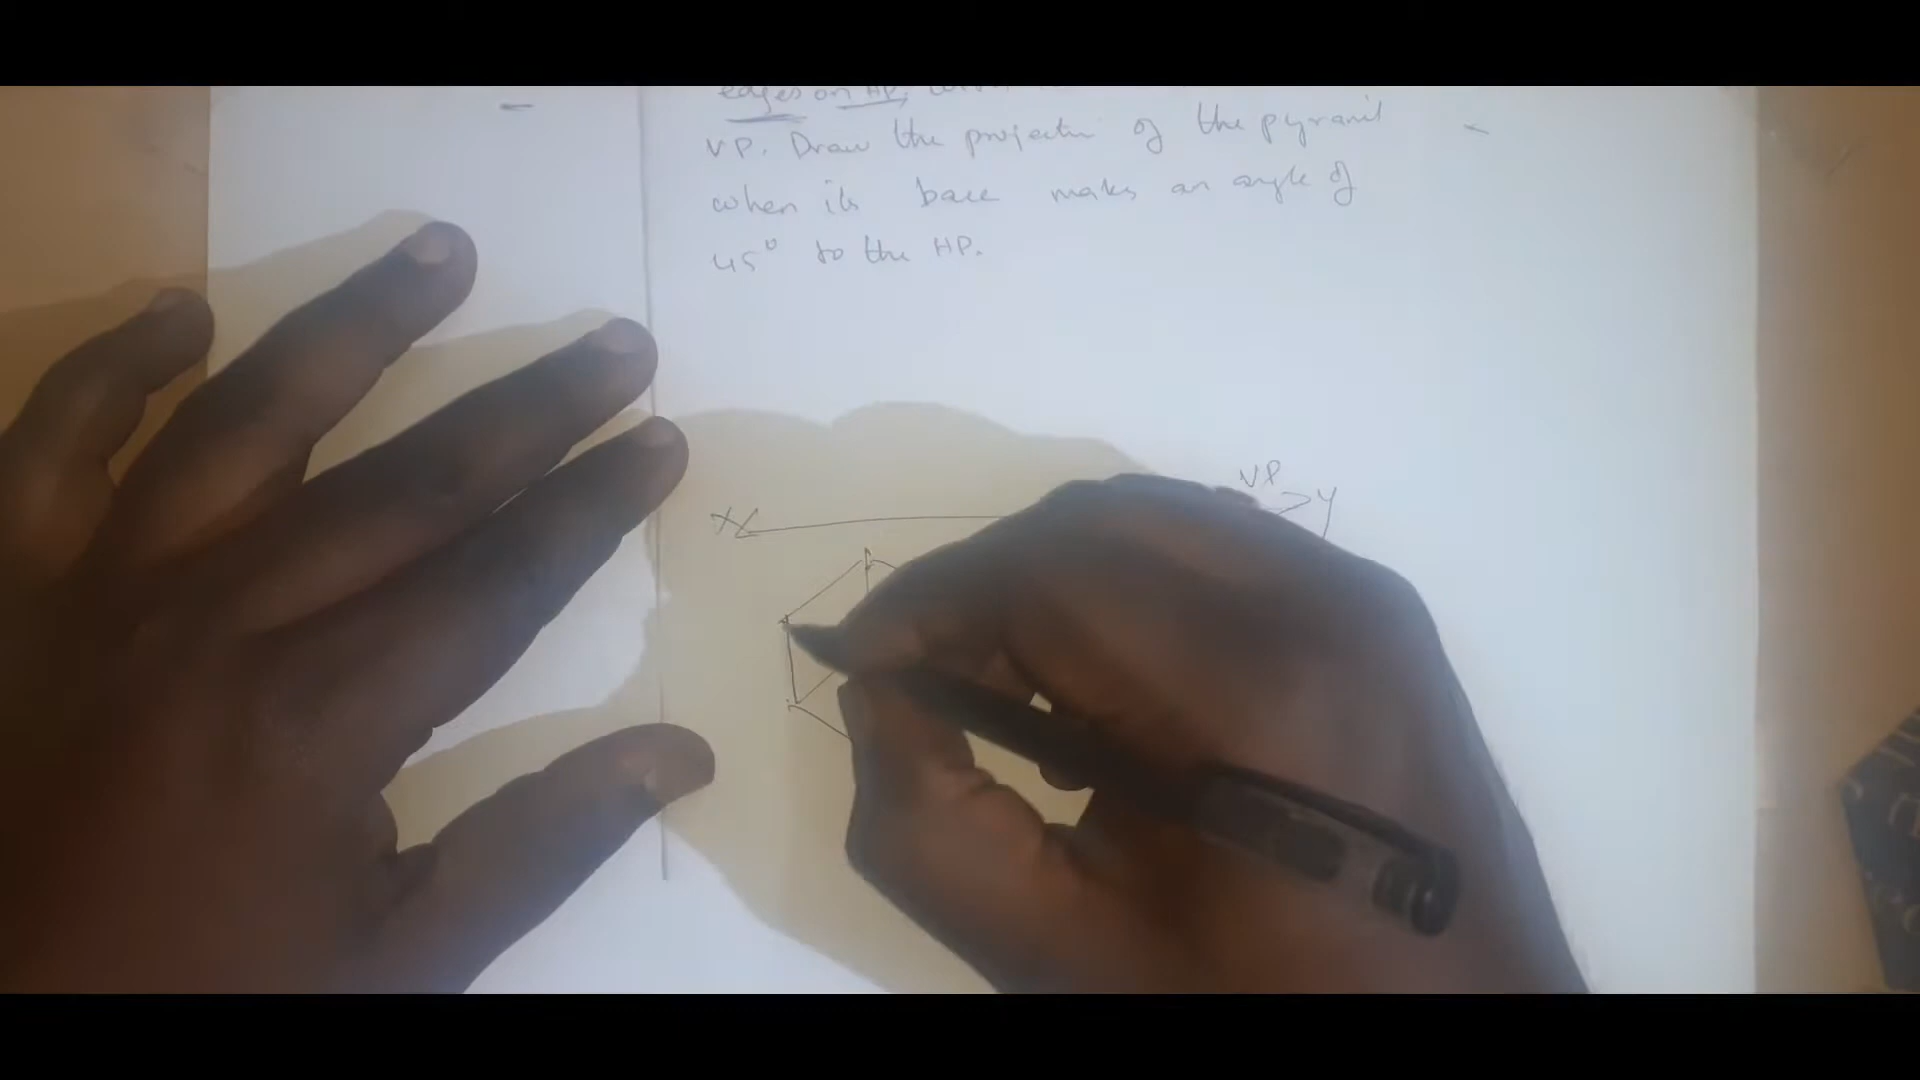 edges on HP,
VP. Draw the projectn of the pyramid
when its base makes an angle of
45° to the HP.
VP
X Y